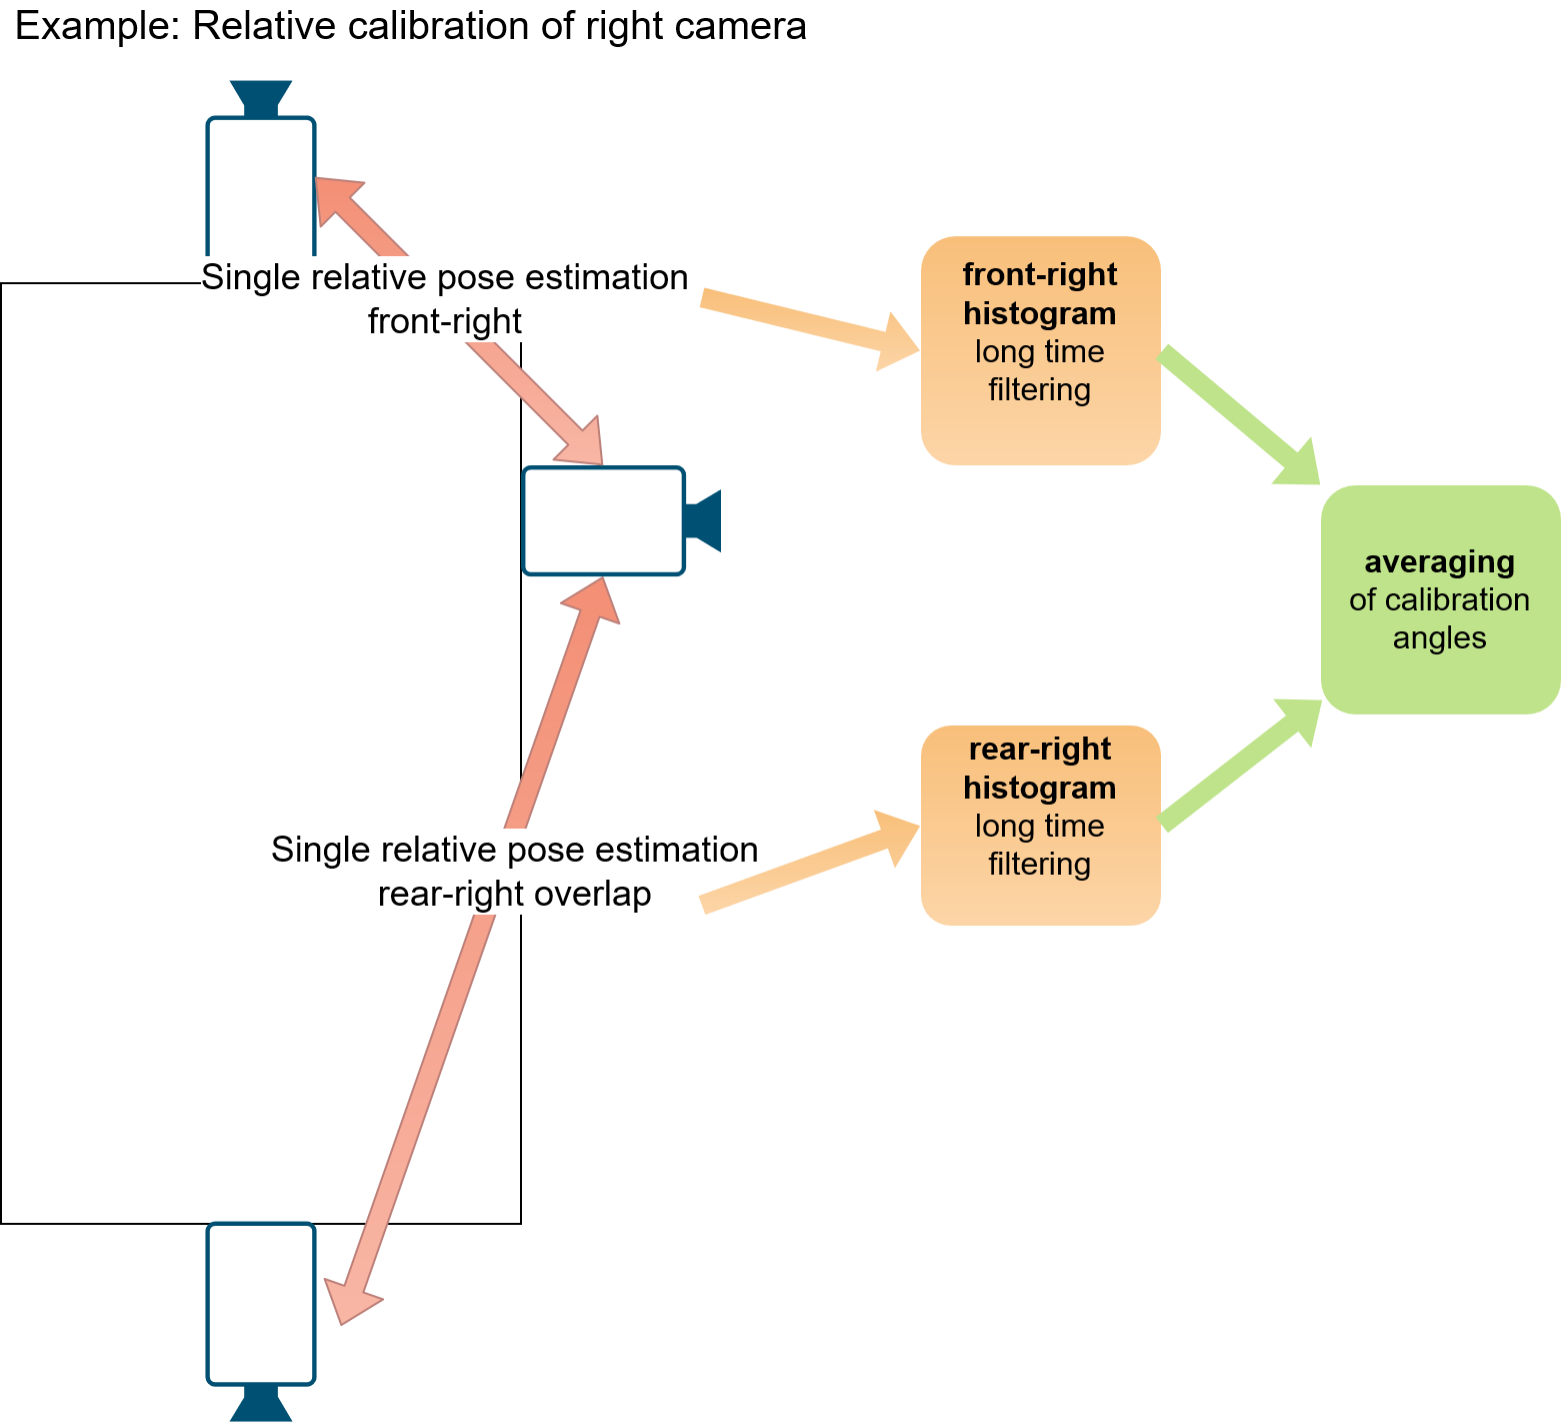 Example: Relative calibration of right camera
Single relative pose estimation
front-right
front-right
histogram
long time
filtering
averaging
of calibration
angles
rear-right
histogram
long time
filtering
Single relative pose estimation
rear-right overlap